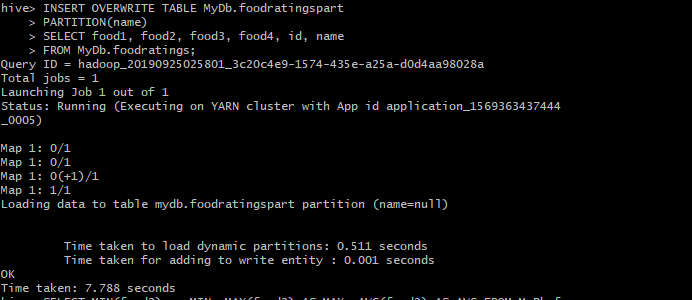 hive> INSERT OVERWRITE TABLE MyDb.foodratingspart
    > PARTITION(name)
    > SELECT food1, food2, food3, food4, id, name
    > FROM MyDb.foodratings;
Query ID = hadoop_20190925025801_3c20c4e9-1574-435e-a25a-d0d4aa98028a
Total jobs = 1
Launching Job 1 out of 1
Status: Running (Executing on YARN cluster with App id application_1569363437444
_0005)
Map 1: 0/1
Map 1: 0/1
Map 1: 0(+1)/1
Map 1: 1/1
Loading data to table mydb.foodratingspart partition (name=null)
Time taken to load dynamic partitions: 0.511 seconds
Time taken for adding to write entity : 0.001 seconds
OK
Time taken: 7.788 seconds